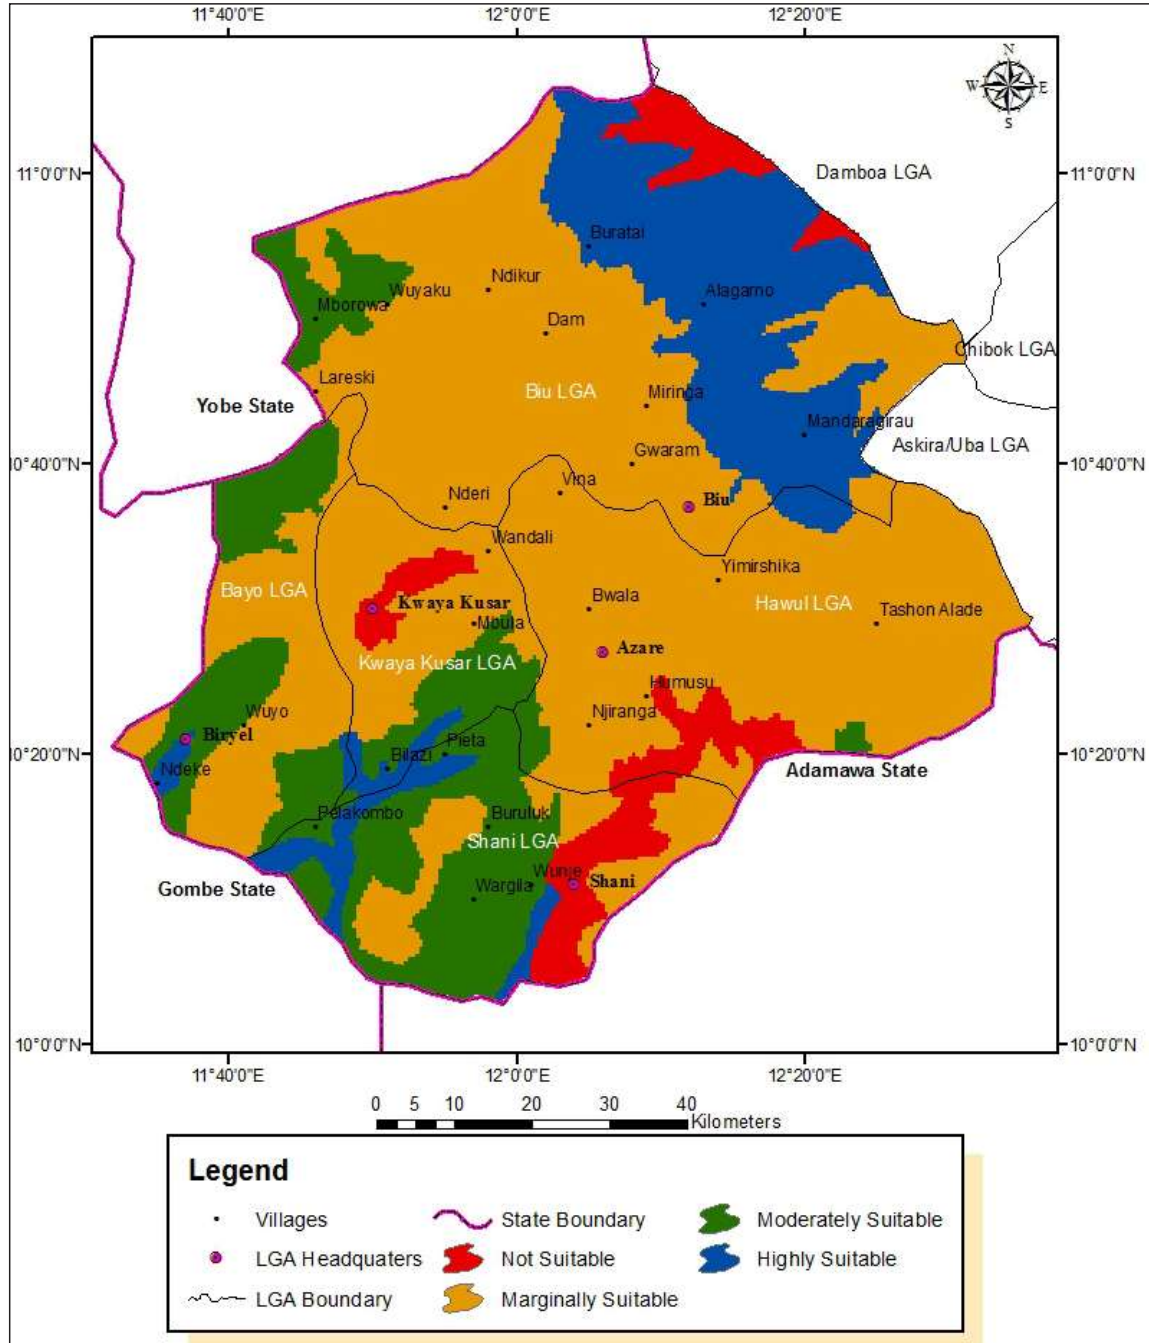 11°40'0"E
12°0'0"E
12°20'0"E
N
W
E
S
11°0'0"N
11°0'0"N
Damboa LGA
Buratai
Ndikur
Wuyaku
Alagarno
Mborowa
Dam
Chibok LGA
Lareski
Biu LGA
Miringa
Yobe State
Mandaragirau
Askira/Uba LGA
Gwaram
10°40'0"N
10°40'0"N
Vina
Nderi
Biu
Wandali
Yimirshika
Bayo LGA
Bwala
Kwaya Kusar
Hawul LGA
Tashon Alade
Mbula
Azare
Kwaya Kusar LGA
Humusu
Wuyo
Njiranga
Biryel
Pieta
Bilazi
10°20'0"N
10°20'0"N
Ndeke
Adamawa State
Pelakombo
Buruluk
Shani LGA
Gombe State
Wunje
Shani
Wargila
10°0'0"N
10°0'0"N
11°40'0"E
12°0'0"E
12°20'0"E
0 5 10 20 30 40
Kilometers
Legend
Villages
State Boundary
Moderately Suitable
LGA Headquaters
Not Suitable
Highly Suitable
LGA Boundary
Marginally Suitable